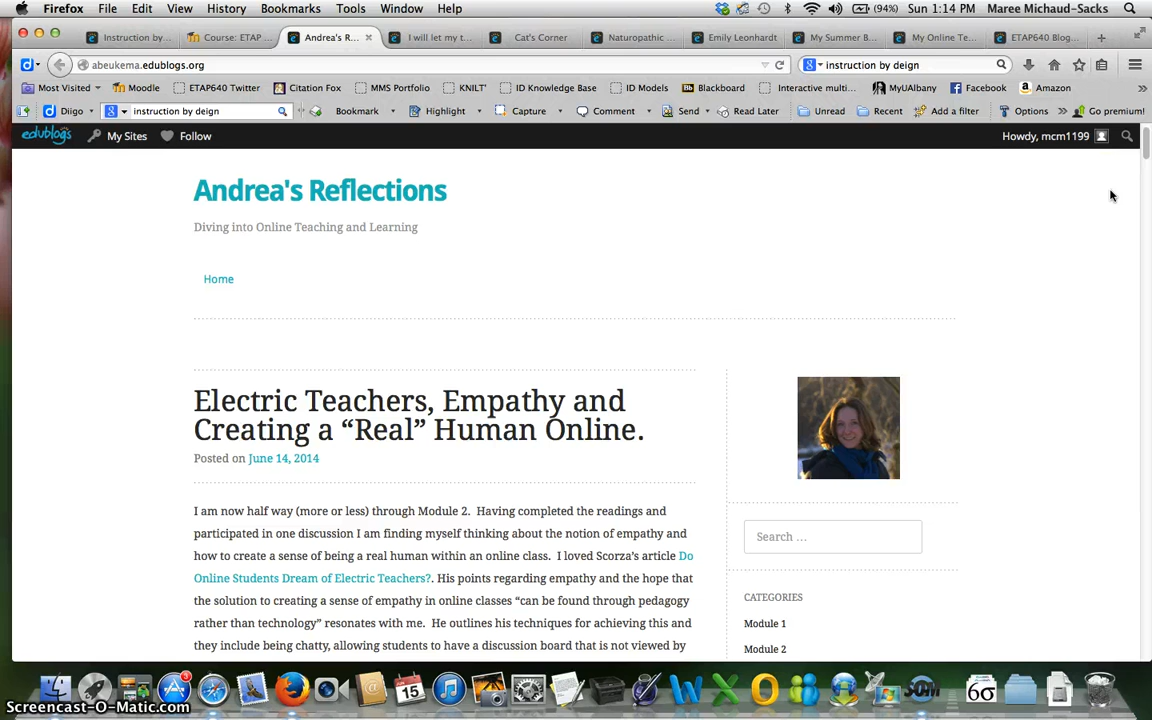 Firefox File Edit View History Bookmarks Tools Window Help (94%) Sun 1:14 PM Maree Michaud-Sacks
Instruction by... Course: ETAP ... Andrea's R... I will let my t... Cat's Corner Naturopathic ... Emily Leonhardt My Summer B... My Online Te... ETAP640 Blog...
abeukema.edublogs.org instruction by deign
Most Visited Moodle ETAP640 Twitter Citation Fox MMS Portfolio KNILT' ID Knowledge Base ID Models Bb Blackboard Interactive multi... MyUAlbany Facebook Amazon
Diigo instruction by deign Bookmark Highlight Capture Comment Send Read Later Unread Recent Add a filter Options Go premium!
edublogs My Sites Follow Howdy, mcm1199
Andrea's Reflections
Diving into Online Teaching and Learning
Home
Electric Teachers, Empathy and
Creating a “Real” Human Online.
Posted on June 14, 2014
I am now half way (more or less) through Module 2. Having completed the readings and
participated in one discussion I am finding myself thinking about the notion of empathy and
how to create a sense of being a real human within an online class. I loved Scorza’s article Do
Online Students Dream of Electric Teachers?. His points regarding empathy and the hope that
the solution to creating a sense of empathy in online classes “can be found through pedagogy
rather than technology” resonates with me. He outlines his techniques for achieving this and
they include being chatty, allowing students to have a discussion board that is not viewed by
Search ...
CATEGORIES
Module 1
Module 2
15
6σ
Screencast-O-Matic.com